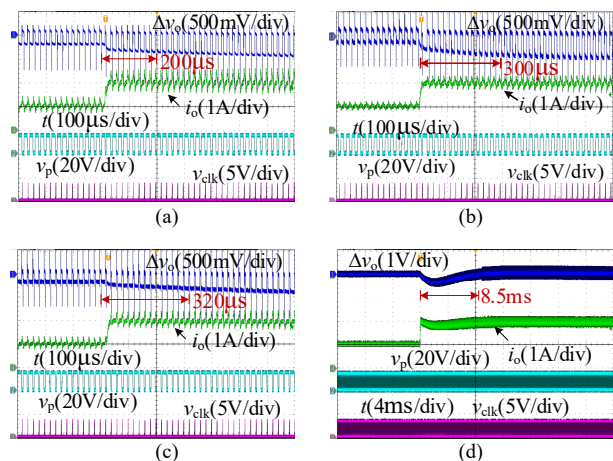 Δvo(500mV/div)
200μs
io(1A/div)
t(100μs/div)
vp(20V/div)
vclk(5V/div)
(a)
Δvo(500mV/div)
300μs
io(1A/div)
t(100μs/div)
vp(20V/div)
vclk(5V/div)
(b)
Δvo(500mV/div)
320μs
io(1A/div)
t(100μs/div)
vp(20V/div)
vclk(5V/div)
(c)
Δvo(1V/div)
8.5ms
vp(20V/div)
io(1A/div)
t(4ms/div)
vclk(5V/div)
(d)